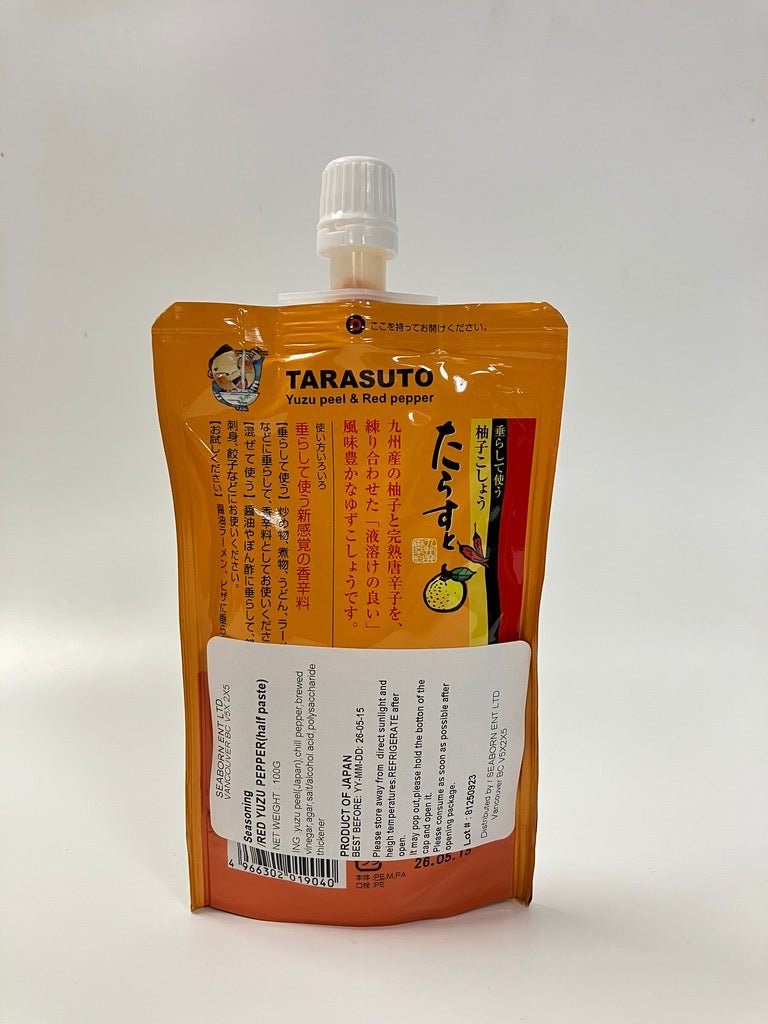 ここを持ってお開けください。
TARASUTO
Yuzu peel & Red pepper
垂らして使う
柚子こしょう
たらすと
九州産の柚子と完熟唐辛子を、
練り合わせた「液溶けの良い」
風味豊かなゆずこしょうです。
使い方いろいろ
垂らして使う新感覚の香辛料
【垂らして使う】炒め物、煮物、うどん、ラー
などに垂らして、香辛料としてお使いくださ
【混ぜて使う】醤油やぽん酢に垂らして、
刺身、餃子などにお使いください。
【お試しください】醤油ラーメン、ピザに垂ら
SEABORN ENT LTD.
VANCOUVER BC V5X 2X5
Seasoning
/RED YUZU PEPPER(half paste)
NET WEIGHT 100G
ING yuzu peel(Japan),chill pepper,brewed
vinegar,agar,salt/alcohol,acid,polysaccharide
thickener
PRODUCT OF JAPAN
BEST BEFORE: YY-MM-DD: 26-05-15
Please store away from direct sunlight and
heigh temperatures.REFRIGERATE after
open.
It may pop out,please hold the botton of the
cap and open it.
Please consume as soon as possible after
opening package.
Lot # : 81250923
Distributed by / SEABORN ENT LTD
Vancouver BC V5X2X5
4 966302 019040
本体:PE,M,PA
口栓:PE
26.05.15